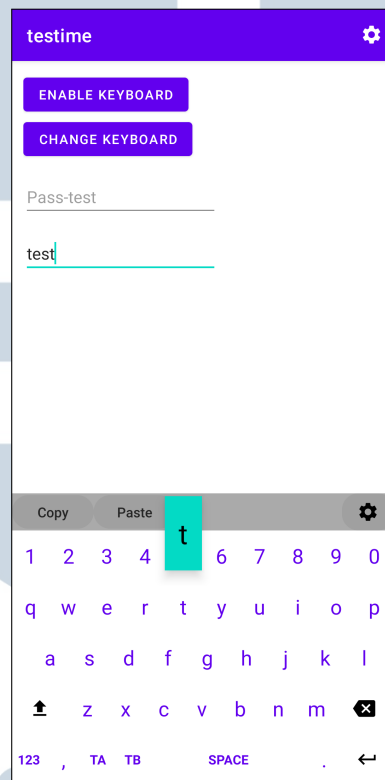 testime
ENABLE KEYBOARD
CHANGE KEYBOARD
Pass-test
test
Copy Paste
t
1 2 3 4 6 7 8 9 0
q w e r t y u i o p
a s d f g h j k l
z x c v b n m
123 , TA TB SPACE .